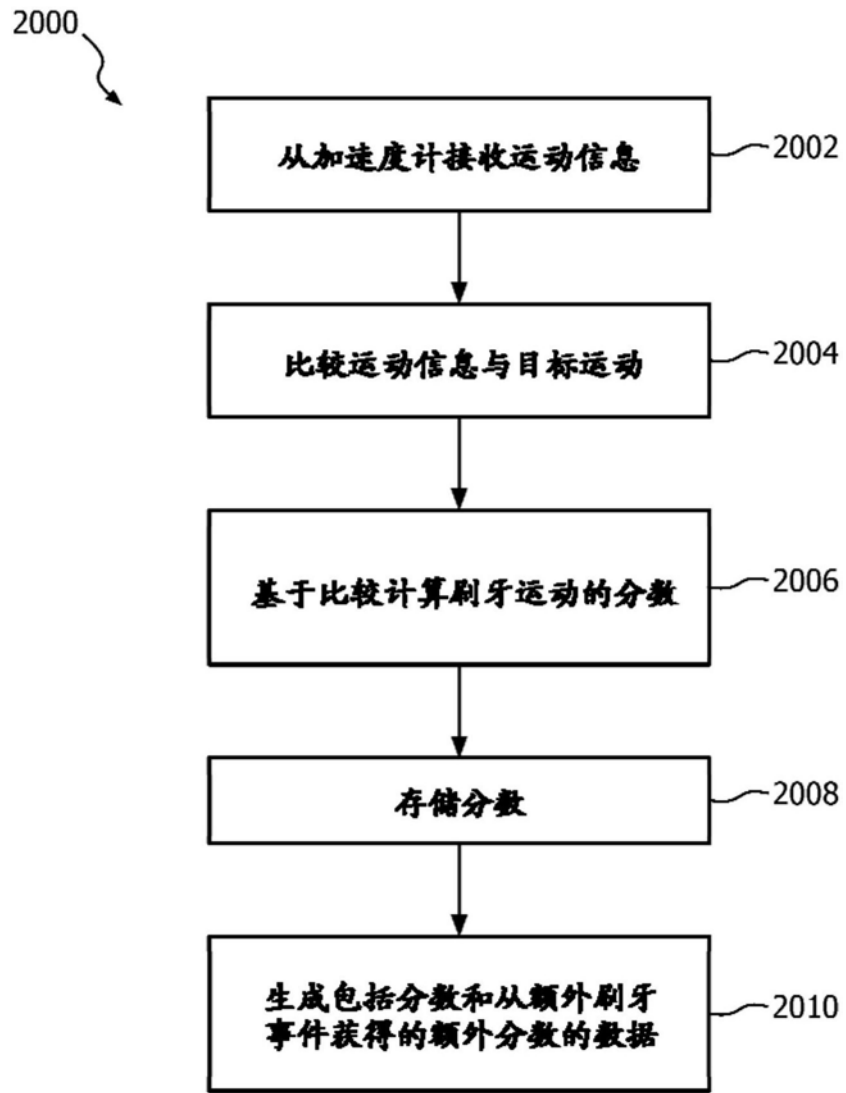 2000
从加速度计接收运动信息
2002
比较运动信息与目标运动
2004
基于比较计算刷牙运动的分数
2006
存储分数
2008
生成包括分数和从额外刷牙
事件获得的额外分数的数据
2010